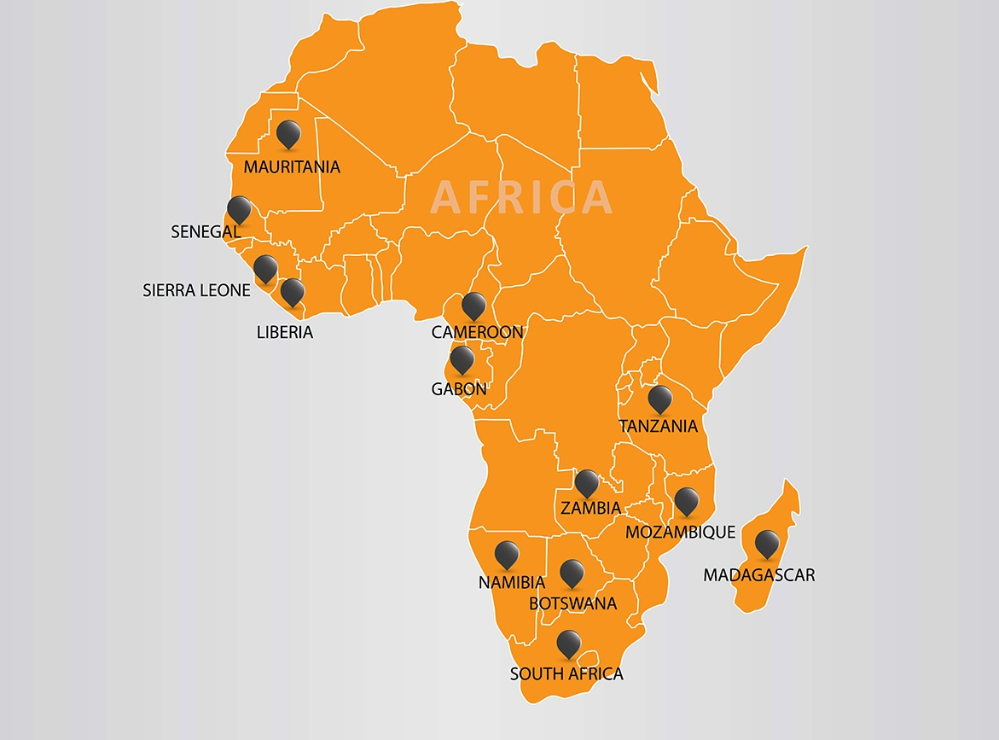 AFRICA
MAURITANIA
SENEGAL
SIERRA LEONE
LIBERIA
CAMEROON
GABON
TANZANIA
ZAMBIA
MOZAMBIQUE
MADAGASCAR
NAMIBIA
BOTSWANA
SOUTH AFRICA